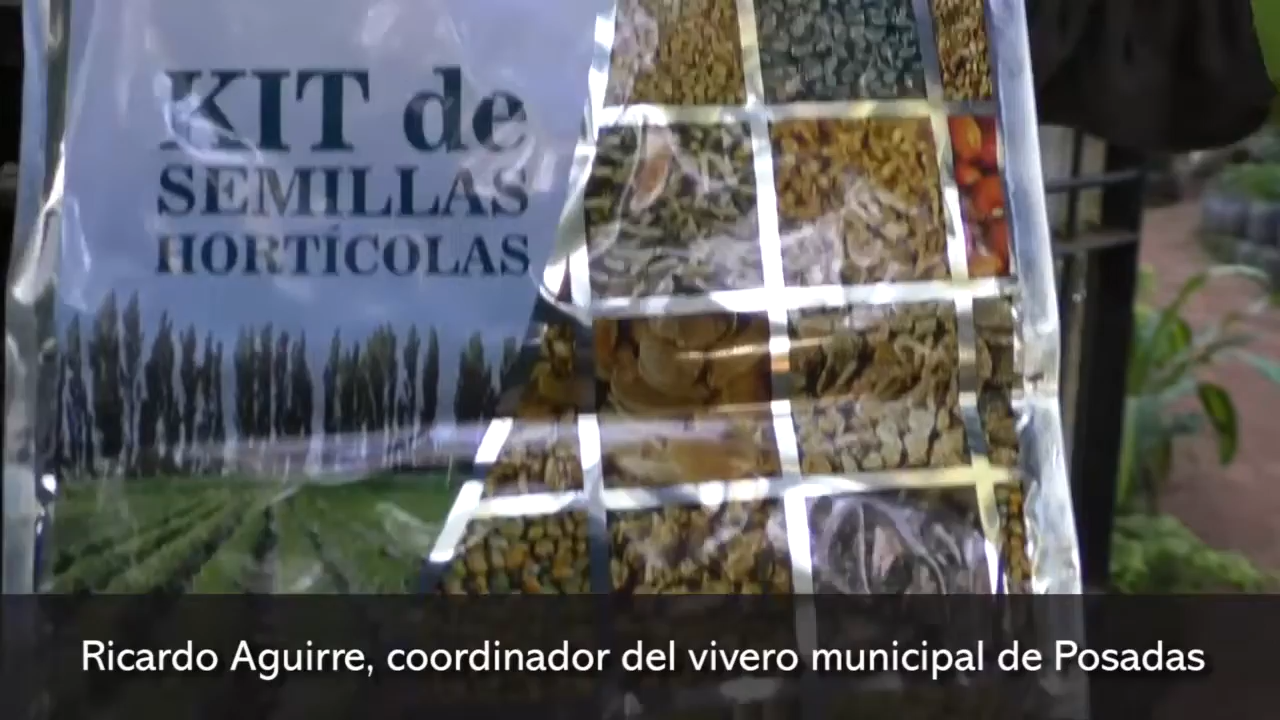 KIT de
SEMILLAS
HORTÍCOLAS
Ricardo Aguirre, coordinador del vivero municipal de Posadas